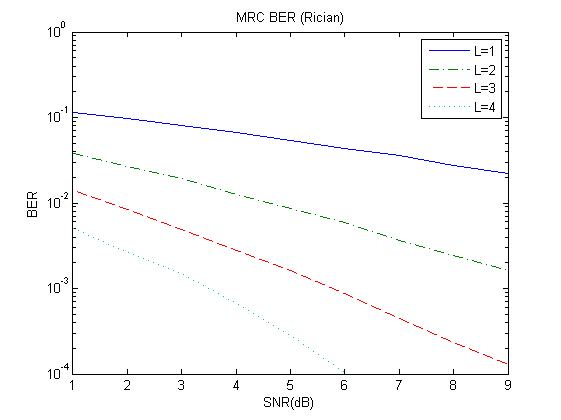 MRC BER (Rician)
10^0
10^-1
10^-2
10^-3
10^-4
BER
L=1
L=2
L=3
L=4
1 2 3 4 5 6 7 8 9
SNR(dB)